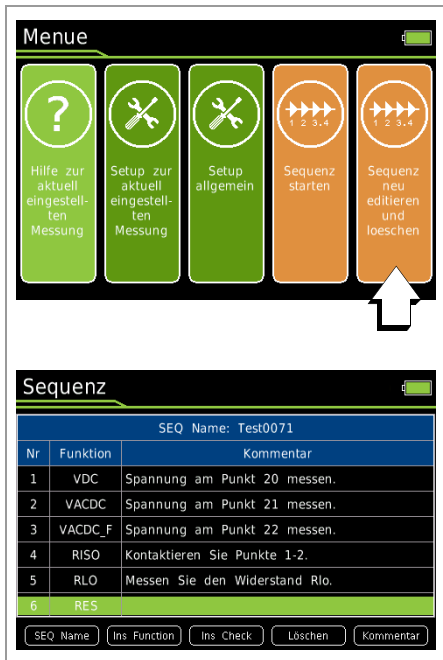 Menue
?
1 2 3.4
1 2 3.4
Hilfe zur
aktuell
eingestell-
ten
Messung
Setup zur
aktuell
eingestell-
ten
Messung
Setup
allgemein
Sequenz
starten
Sequenz
neu
editieren
und
loeschen
Sequenz
SEQ Name: Test0071
Nr Funktion Kommentar
1 VDC Spannung am Punkt 20 messen.
2 VACDC Spannung am Punkt 21 messen.
3 VACDC_F Spannung am Punkt 22 messen.
4 RISO Kontaktieren Sie Punkte 1-2.
5 RLO Messen Sie den Widerstand Rlo.
6 RES
SEQ Name Ins Function Ins Check Löschen Kommentar